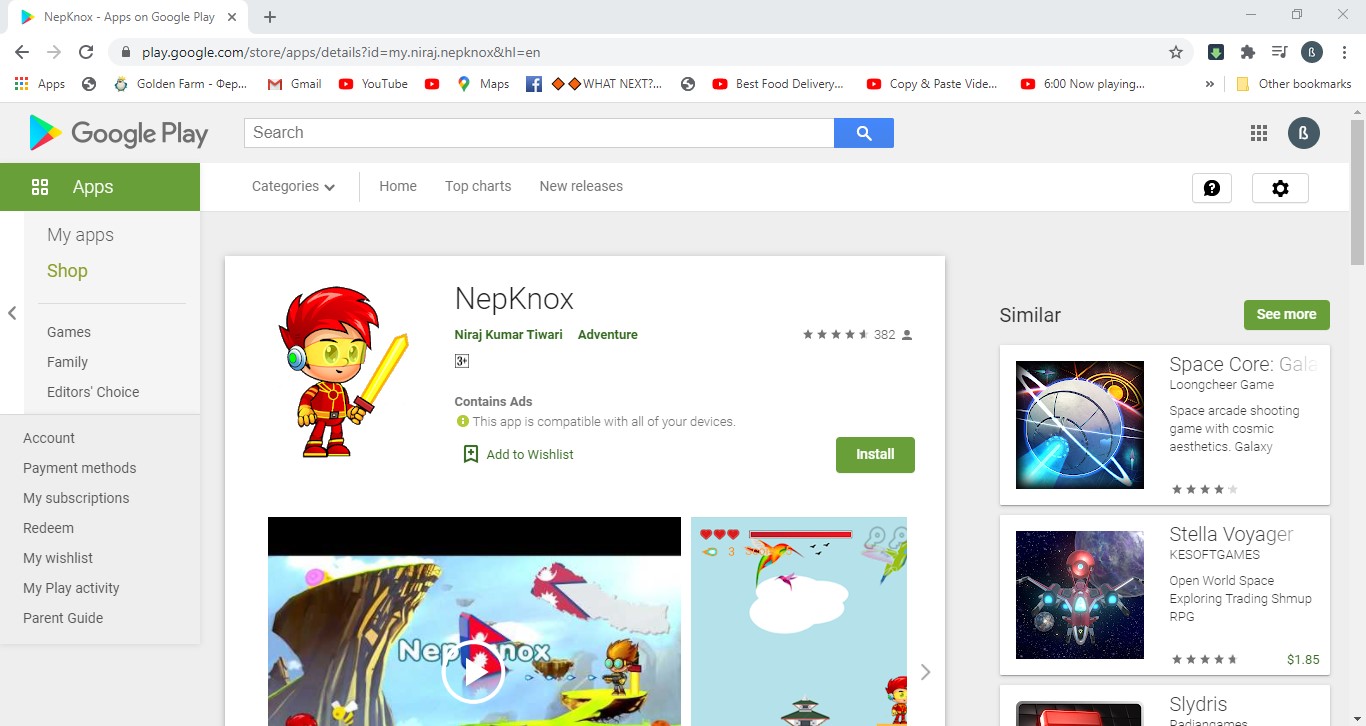 NepKnox - Apps on Google Play
play.google.com/store/apps/details?id=my.niraj.nepknox&hl=en
ß
Apps
Golden Farm - Фер...
Gmail
YouTube
Maps
WHAT NEXT?...
Best Food Delivery...
Copy & Paste Vide...
6:00 Now playing...
»
Other bookmarks
Google Play
Search
ß
Apps
Categories
Home
Top charts
New releases
My apps
Shop
Games
Family
Editors' Choice
Account
Payment methods
My subscriptions
Redeem
My wishlist
My Play activity
Parent Guide
NepKnox
Niraj Kumar Tiwari Adventure
382
3+
Contains Ads
This app is compatible with all of your devices.
Add to Wishlist
Install
3
Similar
See more
Space Core: Gala
Loongcheer Game
Space arcade shooting
game with cosmic
aesthetics. Galaxy
Stella Voyager
KESOFTGAMES
Open World Space
Exploring Trading Shmup
RPG
$1.85
Slydris
Radiangames